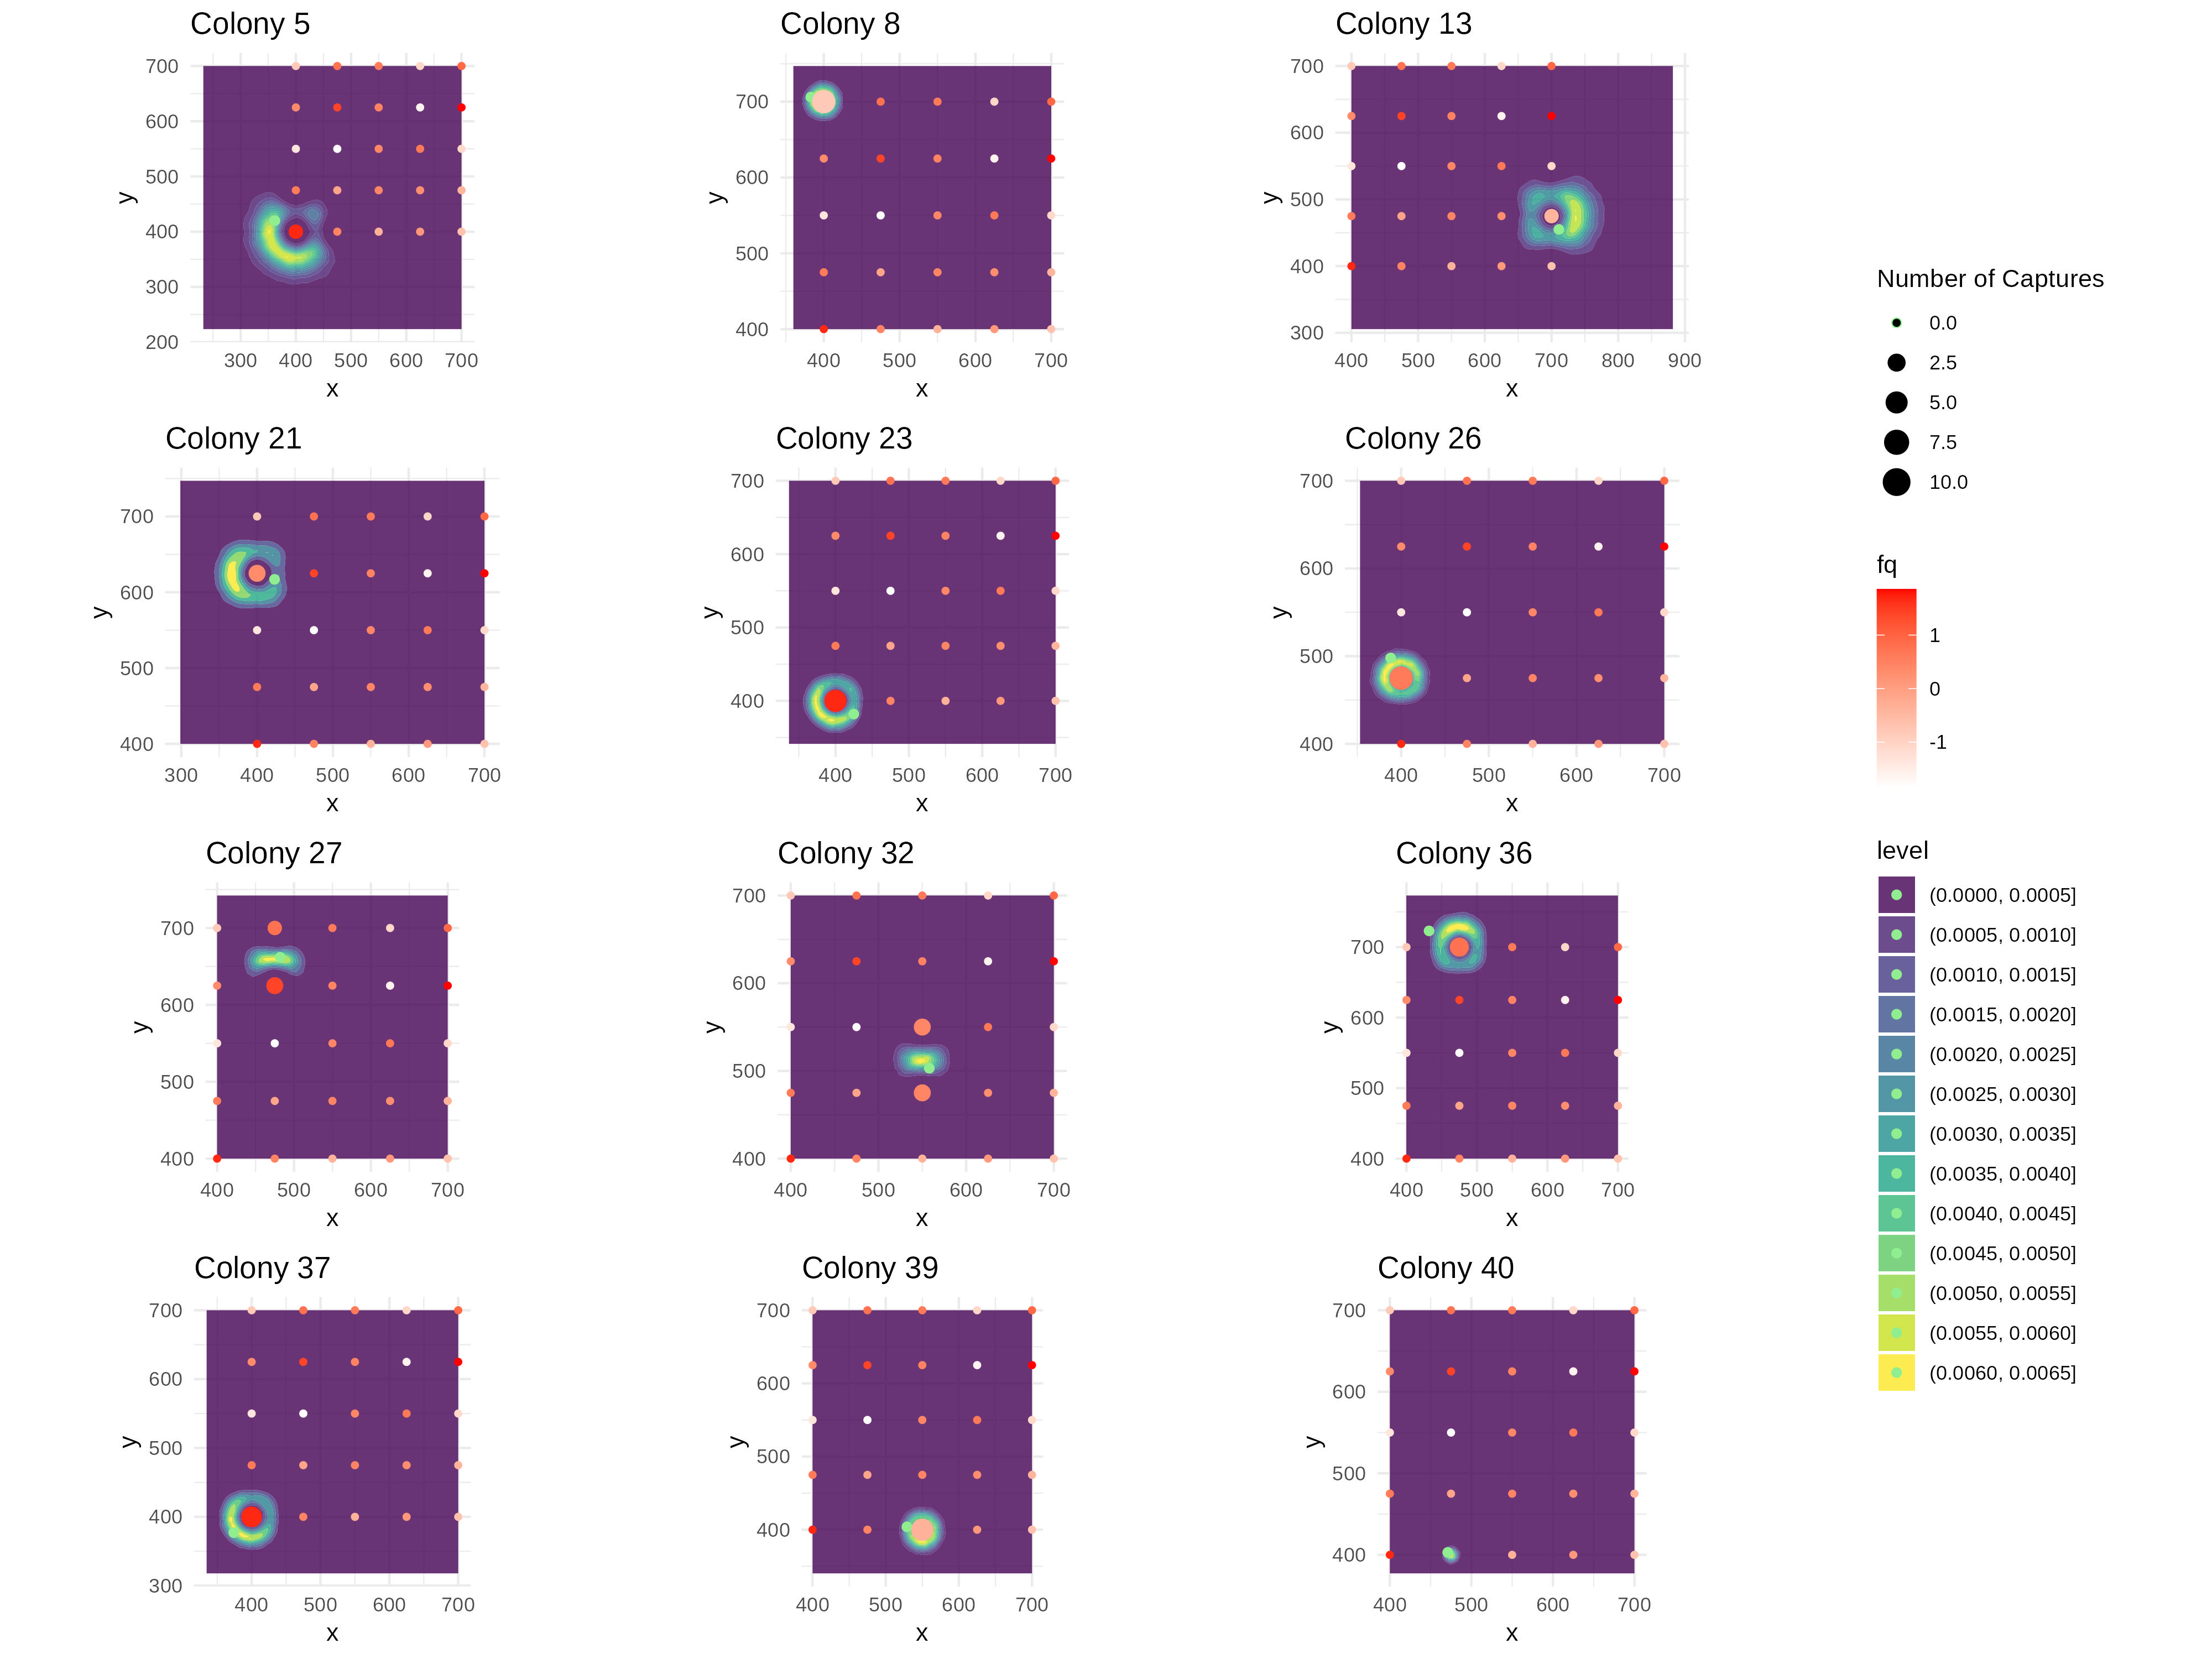 Colony 5
y
700
600
500
400
300
200
300 400 500 600 700
x
Colony 8
y
700
600
500
400
400 500 600 700
x
Colony 13
y
700
600
500
400
300
400 500 600 700 800 900
x
Colony 21
y
700
600
500
400
300 400 500 600 700
x
Colony 23
y
700
600
500
400
400 500 600 700
x
Colony 26
y
700
600
500
400
400 500 600 700
x
Colony 27
y
700
600
500
400
400 500 600 700
x
Colony 32
y
700
600
500
400
400 500 600 700
x
Colony 36
y
700
600
500
400
400 500 600 700
x
Colony 37
y
700
600
500
400
300
400 500 600 700
x
Colony 39
y
700
600
500
400
400 500 600 700
x
Colony 40
y
700
600
500
400
400 500 600 700
x
Number of Captures
0.0
2.5
5.0
7.5
10.0
fq
1
0
-1
level
(0.0000, 0.0005]
(0.0005, 0.0010]
(0.0010, 0.0015]
(0.0015, 0.0020]
(0.0020, 0.0025]
(0.0025, 0.0030]
(0.0030, 0.0035]
(0.0035, 0.0040]
(0.0040, 0.0045]
(0.0045, 0.0050]
(0.0050, 0.0055]
(0.0055, 0.0060]
(0.0060, 0.0065]